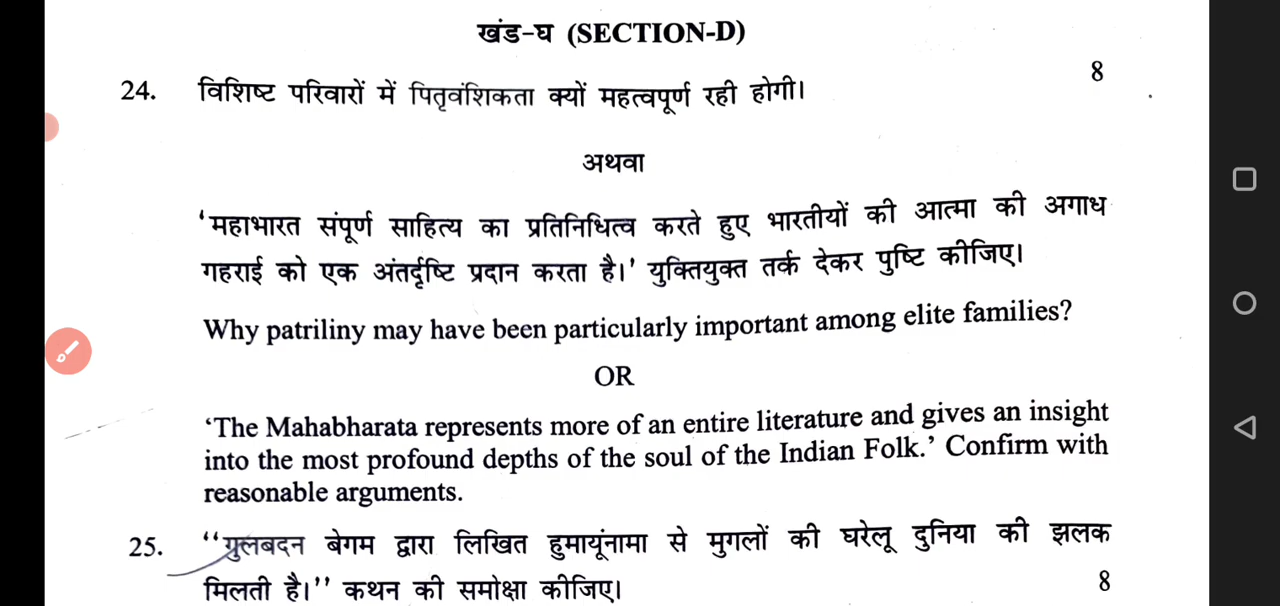 खंड-घ (SECTION-D)
24. विशिष्ट परिवारों में पितृवंशिकता क्यों महत्वपूर्ण रही होगी। 8
अथवा
‘महाभारत संपूर्ण साहित्य का प्रतिनिधित्व करते हुए भारतीयों की आत्मा की अगाध
गहराई को एक अंतर्दृष्टि प्रदान करता है।’ युक्तियुक्त तर्क देकर पुष्टि कीजिए।
Why patriliny may have been particularly important among elite families?
OR
‘The Mahabharata represents more of an entire literature and gives an insight
into the most profound depths of the soul of the Indian Folk.’ Confirm with
reasonable arguments.
25. “गुलबदन बेगम द्वारा लिखित हुमायूंनामा से मुगलों की घरेलू दुनिया की झलक
मिलती है।” कथन की समोक्षा कीजिए। 8